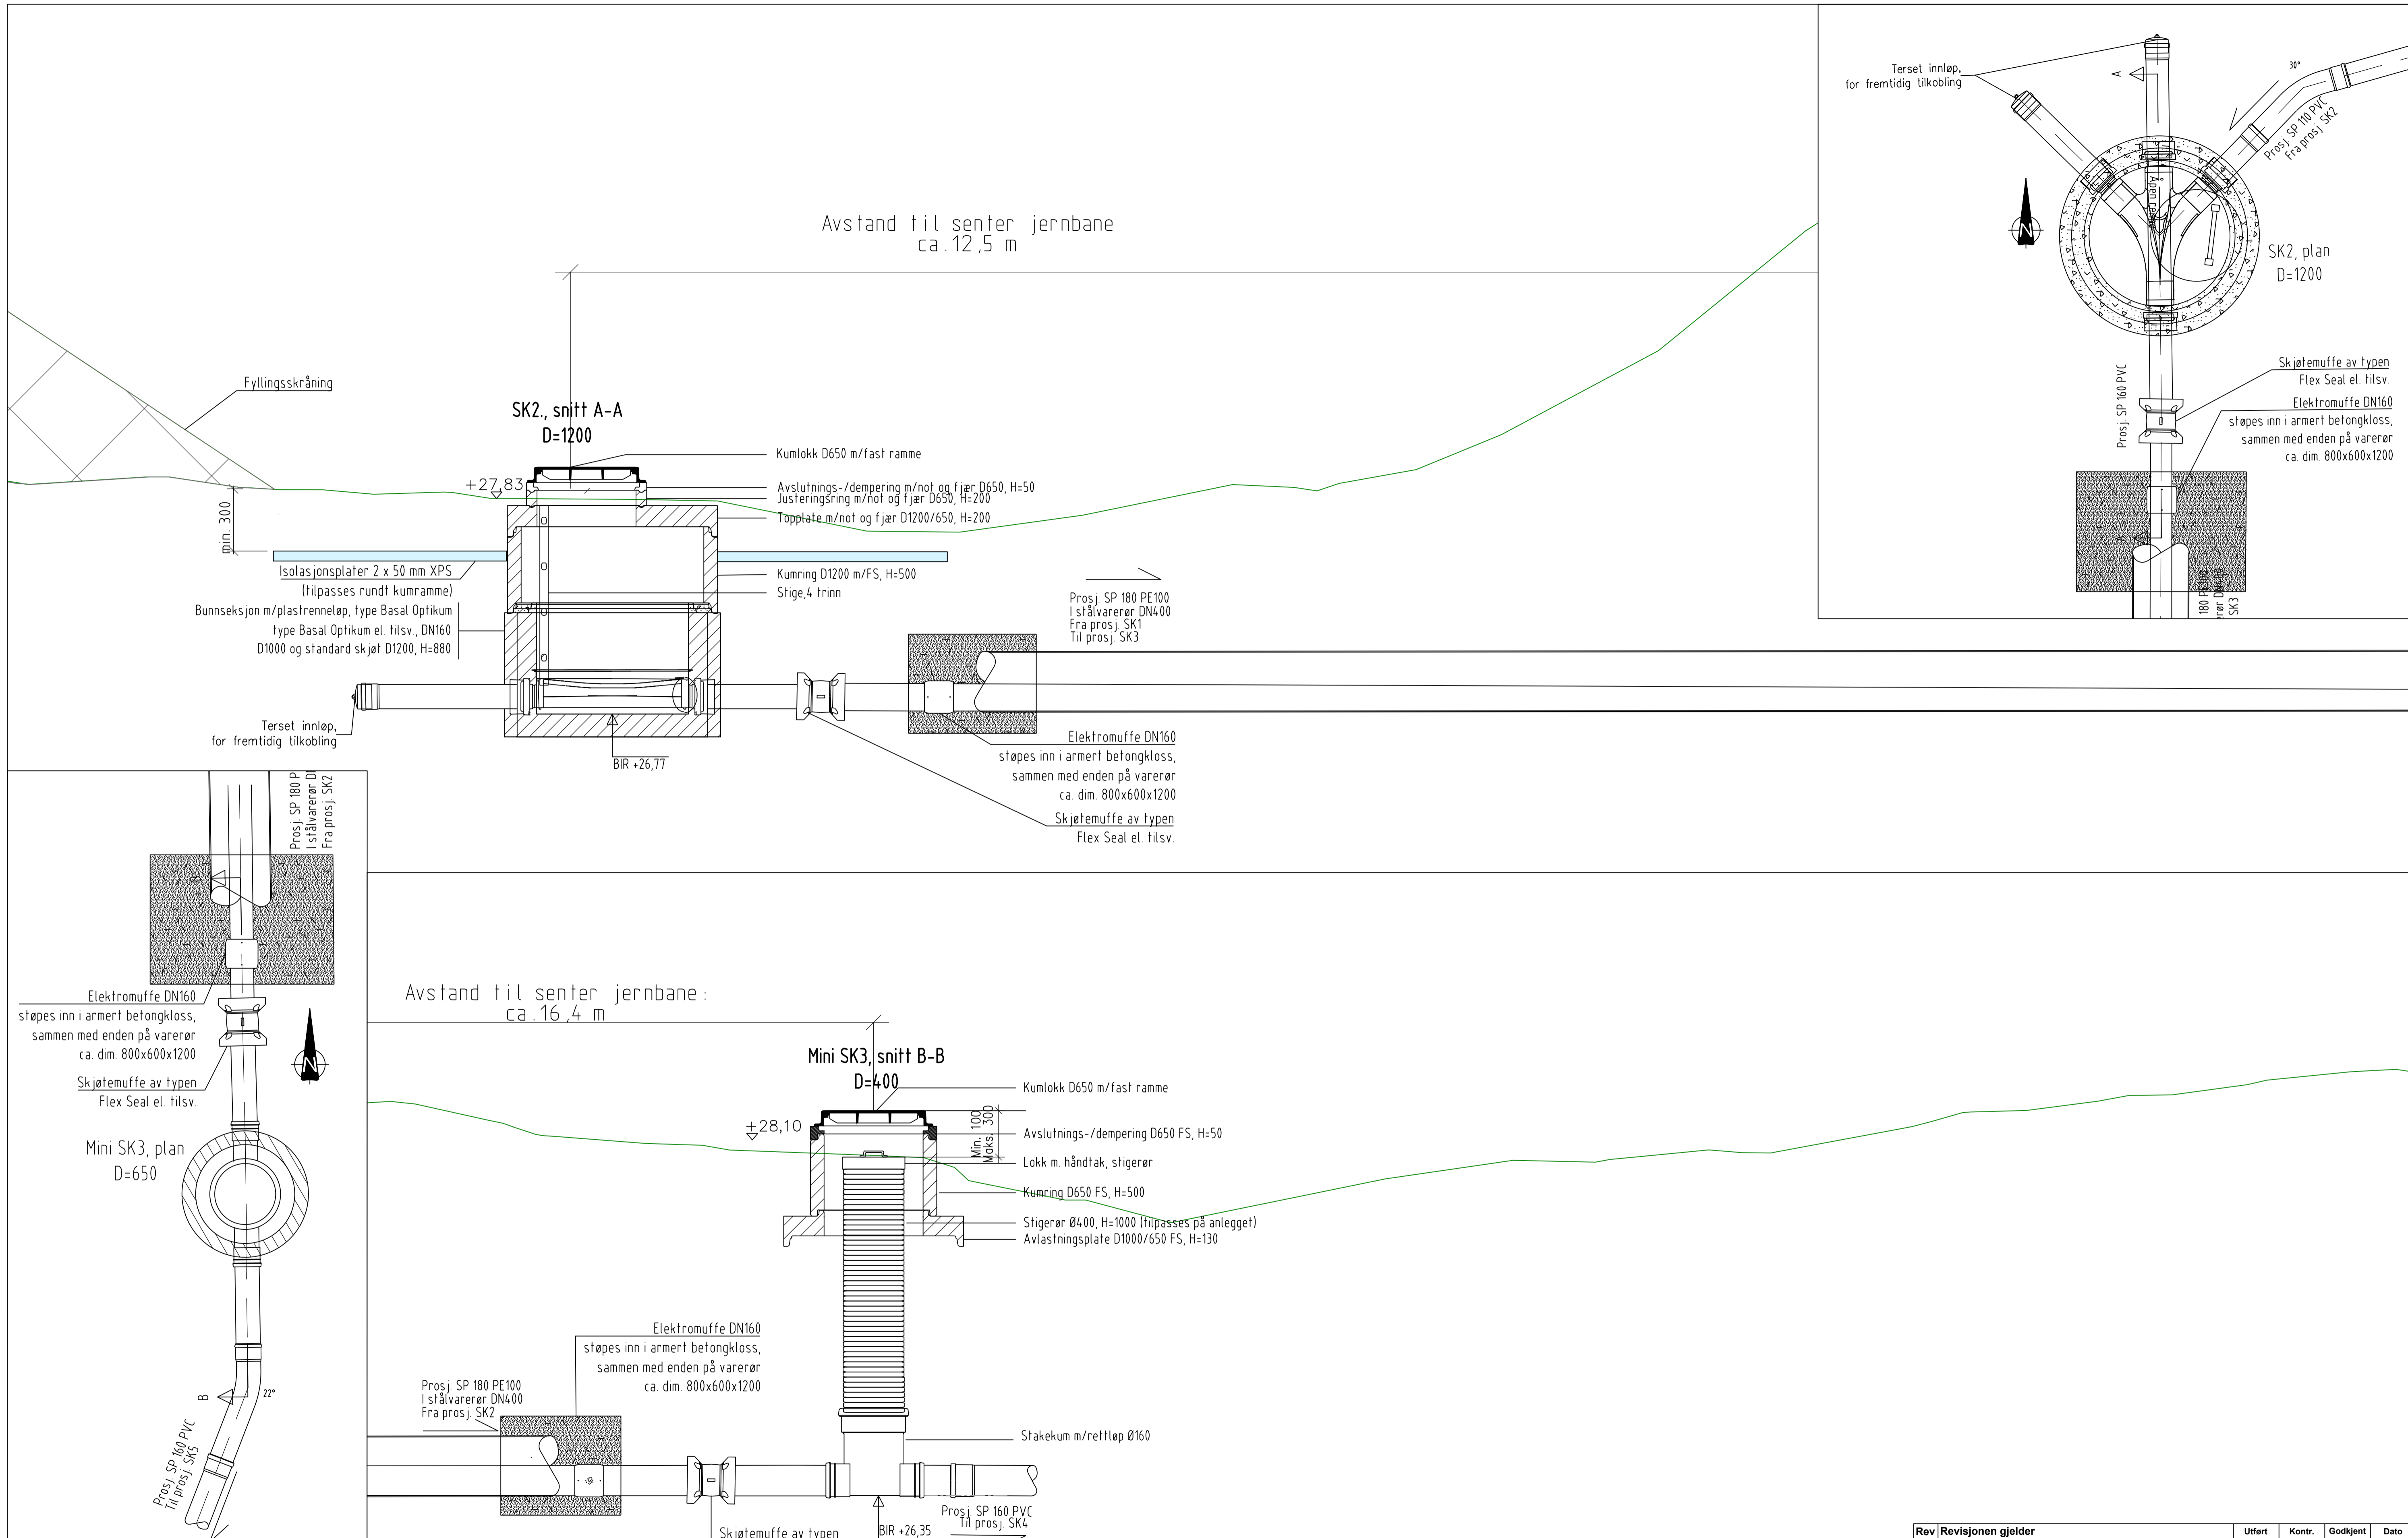 Avstand til senter jernbane
ca.12,5 m
Fyllingsskråning
SK2., snitt A-A
D=1200
Kumlokk D650 m/fast ramme
+27,83
Avslutnings-/dempering m/not og fjær D650, H=50
Justeringsring m/not og fjær D650, H=200
Topplate m/not og fjær D1200/650, H=200
min. 300
Isolasjonsplater 2 x 50 mm XPS
(tilpasses rundt kumramme)
Kumring D1200 m/FS, H=500
Stige,4 trinn
Bunnseksjon m/plastrenneløp, type Basal Optikum
type Basal Optikum el. tilsv., DN160
D1000 og standard skjøt D1200, H=880
Prosj. SP 180 PE100
I stålvarerør DN400
Fra prosj. SK1
Til prosj. SK3
Terset innløp,
for fremtidig tilkobling
BIR +26,77
Elektromuffe DN160
støpes inn i armert betongkloss,
sammen med enden på varerør
ca. dim. 800x600x1200
Skjøtemuffe av typen
Flex Seal el. tilsv.
Terset innløp,
for fremtidig tilkobling
A
30°
Prosj. SP 110 PVC
Fra prosj. SK2
N
SK2, plan
D=1200
Prosj. SP 160 PVC
Skjøtemuffe av typen
Flex Seal el. tilsv.
Elektromuffe DN160
støpes inn i armert betongkloss,
sammen med enden på varerør
ca. dim. 800x600x1200
A
180 PE100
SK3
Prosj. SP 180 P
I stålvarerør D
Fra prosj. SK2
B
Elektromuffe DN160
støpes inn i armert betongkloss,
sammen med enden på varerør
ca. dim. 800x600x1200
Skjøtemuffe av typen
Flex Seal el. tilsv.
N
Mini SK3, plan
D=650
B
22°
Prosj. SP 160 PVC
Til prosj. SK5
Avstand til senter jernbane:
ca.16,4 m
Mini SK3, snitt B-B
D=400
Kumlokk D650 m/fast ramme
+28,10
Min. 100
Maks. 300
Avslutnings-/dempering D650 FS, H=50
Lokk m. håndtak, stigerør
Kumring D650 FS, H=500
Stigerør Ø400, H=1000 (tilpasses på anlegget)
Avlastningsplate D1000/650 FS, H=130
Elektromuffe DN160
støpes inn i armert betongkloss,
sammen med enden på varerør
ca. dim. 800x600x1200
Prosj. SP 180 PE100
I stålvarerør DN400
Fra prosj. SK2
Stakekum m/rettløp Ø160
Prosj. SP 160 PVC
Til prosj. SK4
BIR +26,35
Skjøtemuffe av typen
Rev Revisjonen gjelder Utført Kontr. Godkjent Dato